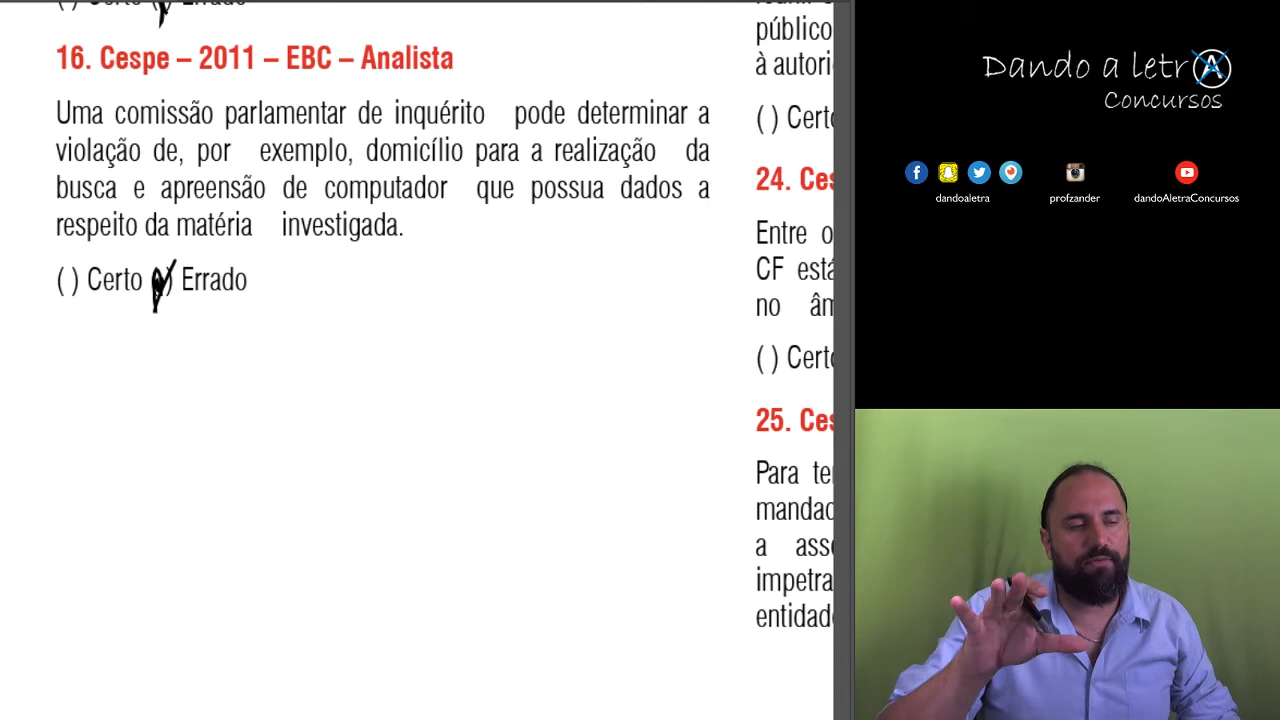 ( ) Certo ( ) Errado
16. Cespe – 2011 – EBC – Analista
Uma comissão parlamentar de inquérito pode determinar a
violação de, por exemplo, domicílio para a realização da
busca e apreensão de computador que possua dados a
respeito da matéria investigada.
( ) Certo ( ) Errado
público
à autori
( ) Certo
24. Ces
Entre o
CF está
no âm
( ) Certo
25. Ces
Para ter
mandad
a asso
impetra
entidade
Dando a letrA
Concursos
dandoaletra
profzander
dandoAletraConcursos